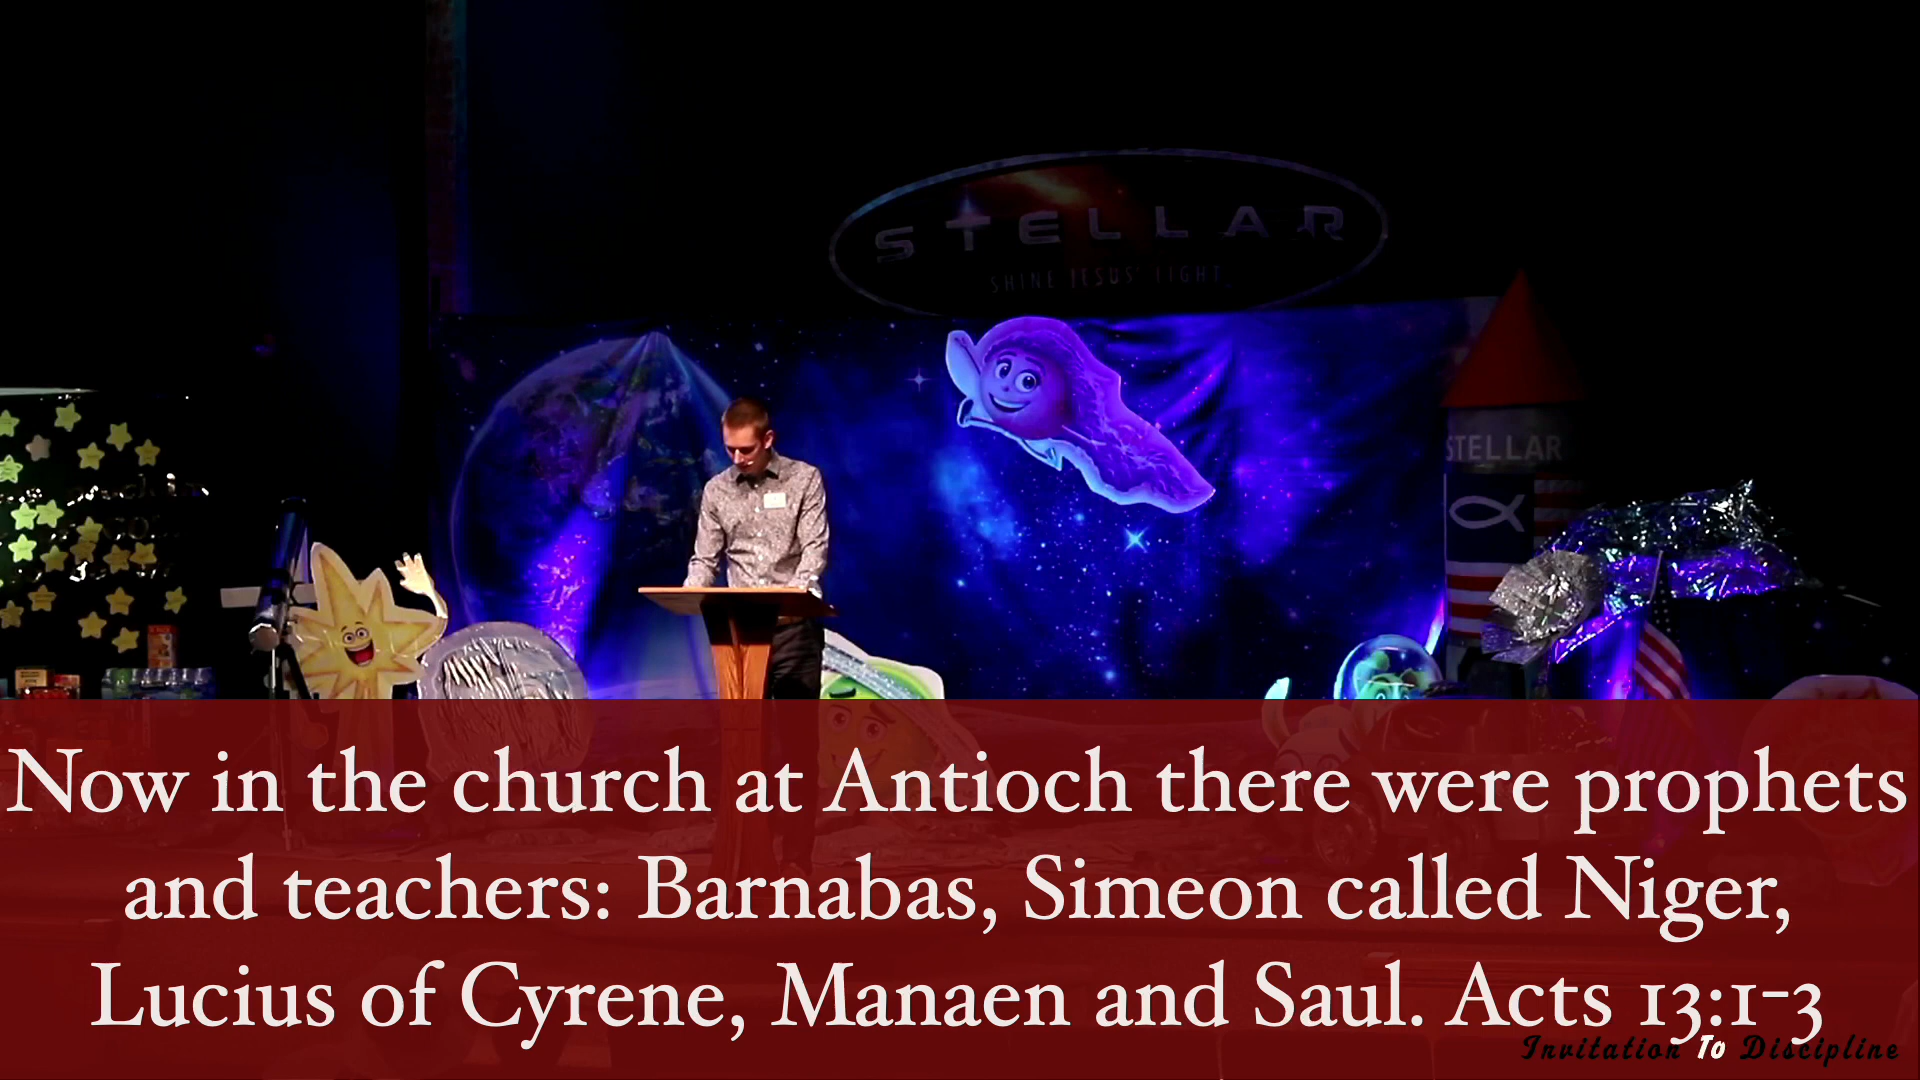 STELLAR
SHINE JESUS' LIGHT
STELLAR
Now in the church at Antioch there were prophets
and teachers: Barnabas, Simeon called Niger,
Lucius of Cyrene, Manaen and Saul. Acts 13:1-3
Invitation To Discipline